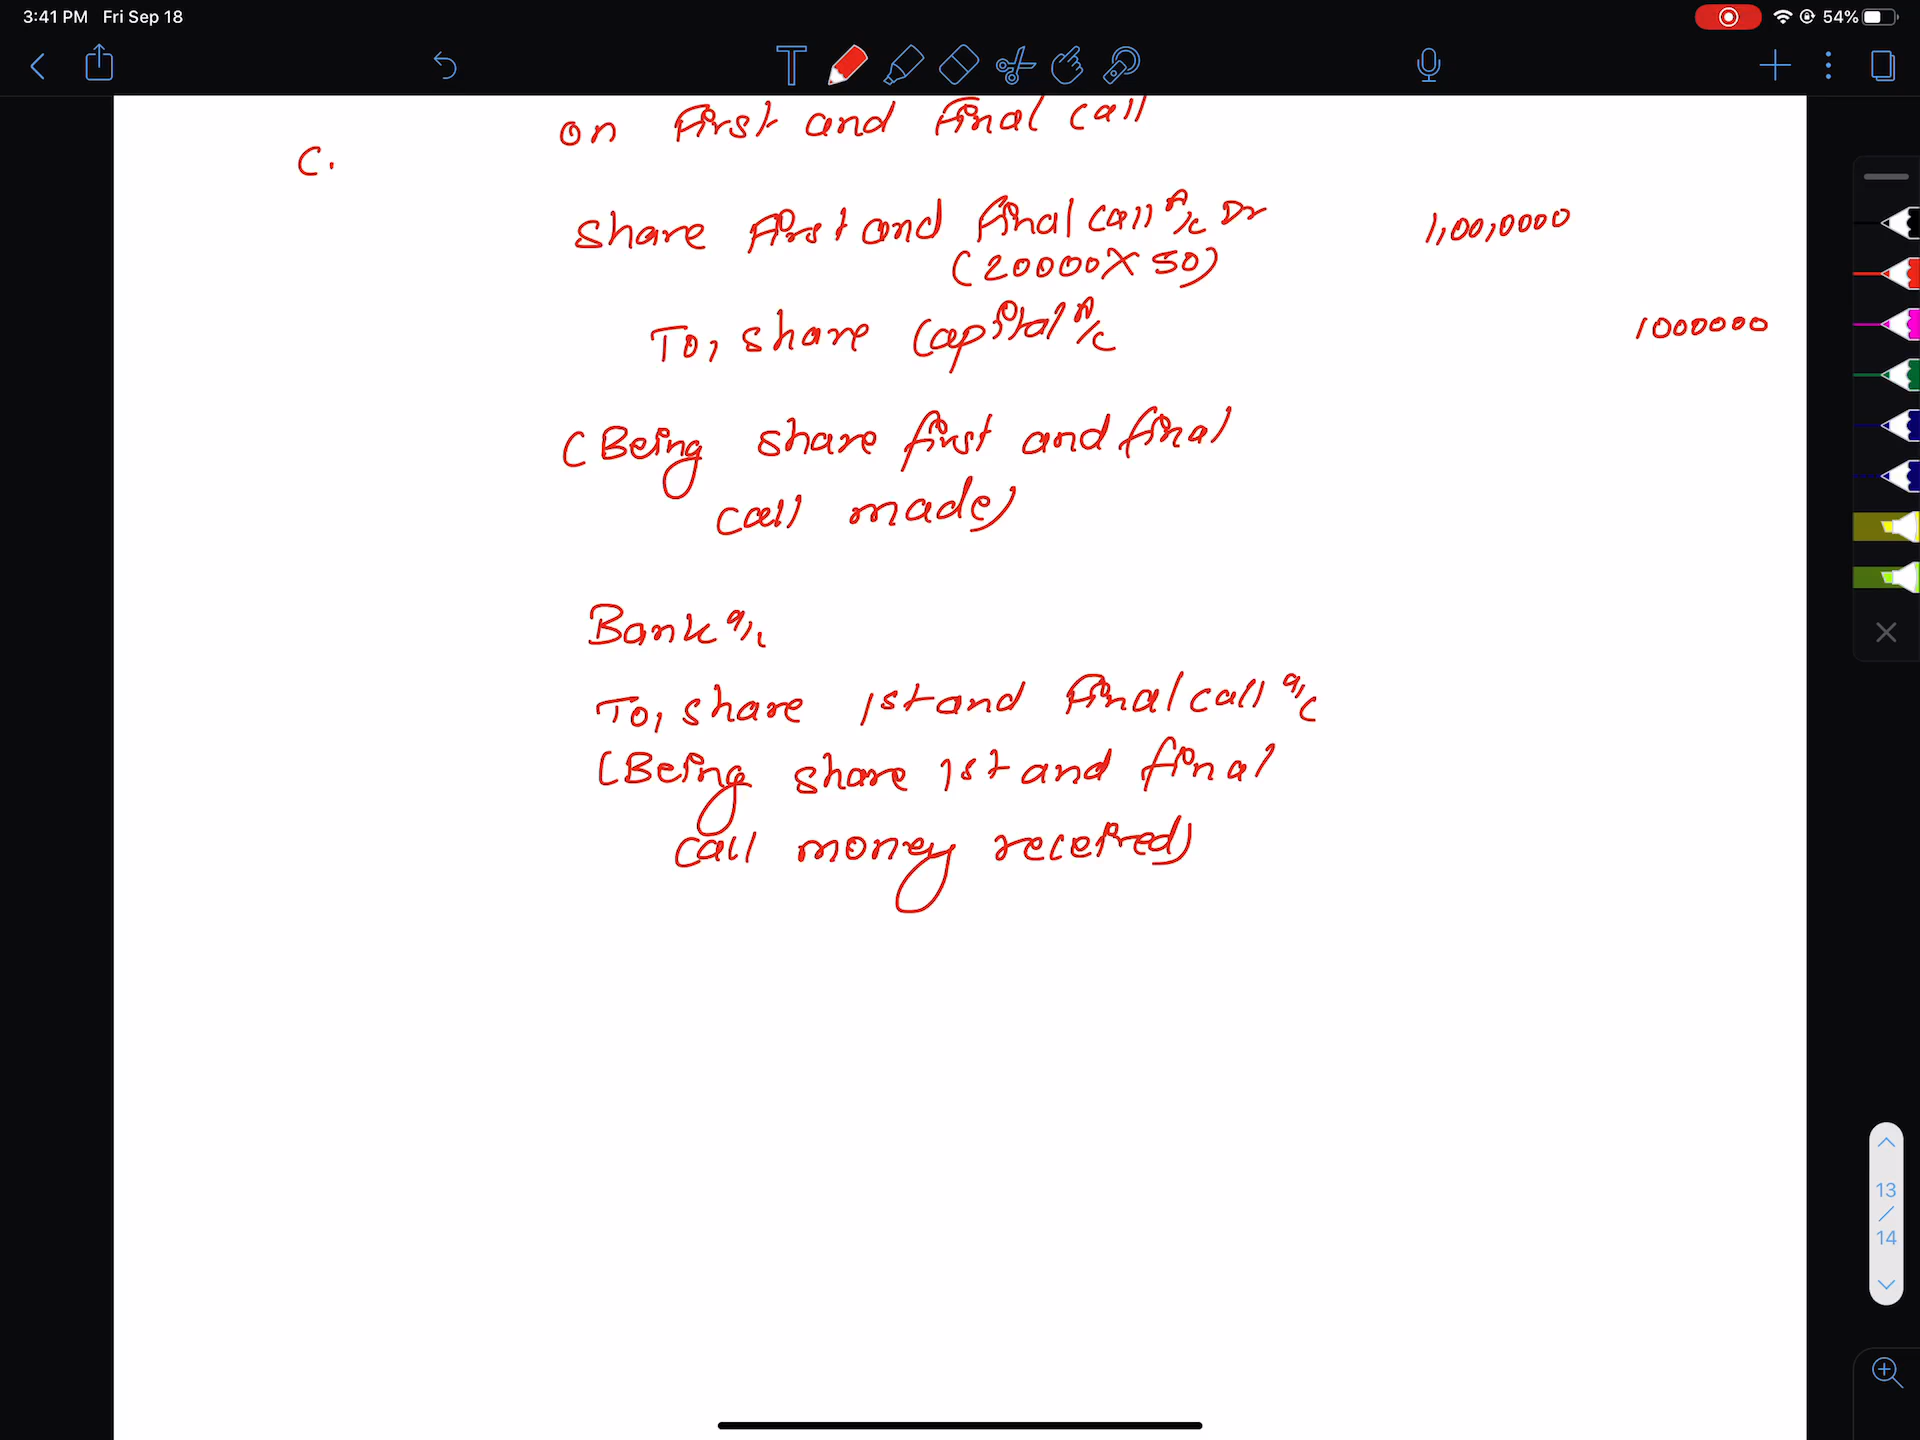 3:41 PM Fri Sep 18
54%
on First and Final call
C.
Share First and Final call A/c Dr 1,00,0000
(20000 X 50)
To, share Capital A/c 1000000
(Being share first and final
call made)
Bank a/c
To, share 1st and Final call a/c
(Being share 1st and final
call money received)
13
/
14